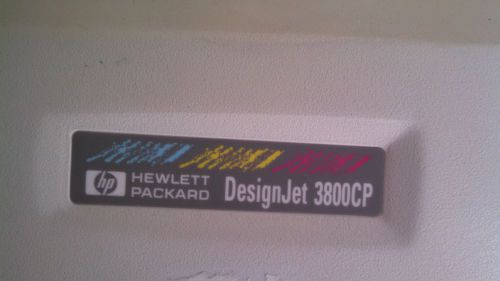 hp HEWLETT PACKARD DesignJet 3800CP